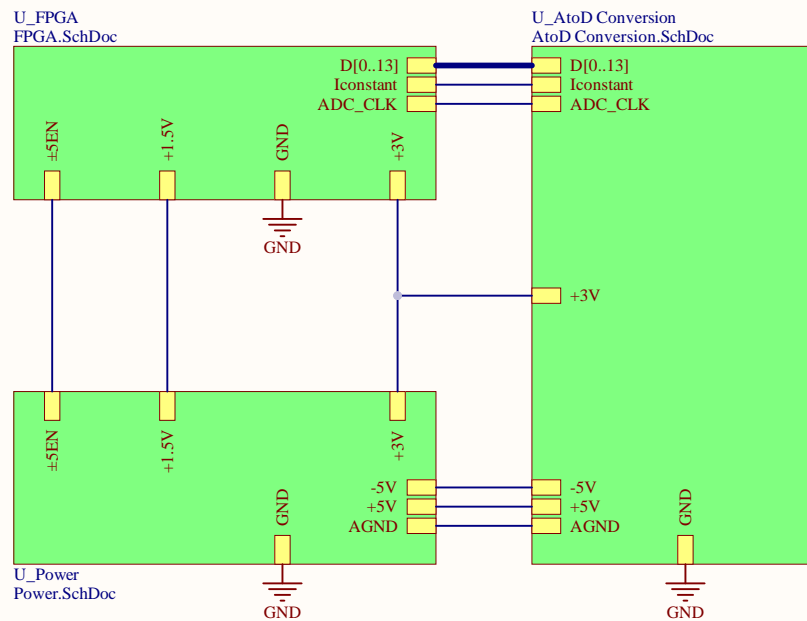 U_FPGA
FPGA.SchDoc
U_AtoD Conversion
AtoD Conversion.SchDoc
D[0..13]
Iconstant
ADC_CLK
D[0..13]
Iconstant
ADC_CLK
±5EN
+1.5V
GND
+3V
GND
+3V
±5EN
+1.5V
+3V
-5V
+5V
AGND
GND
-5V
+5V
AGND
GND
U_Power
Power.SchDoc
GND
GND